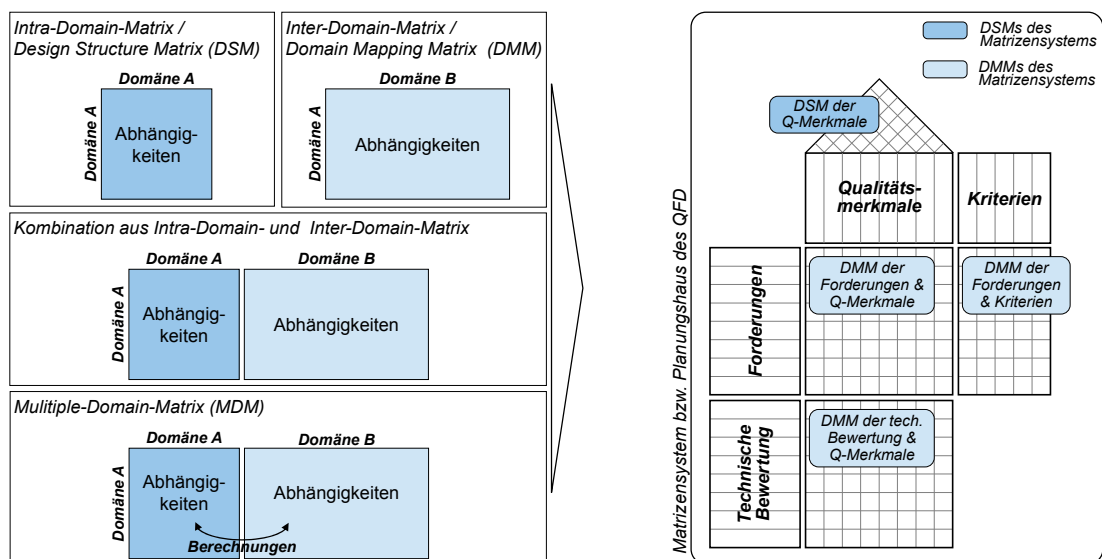 Intra-Domain-Matrix /
Design Structure Matrix (DSM)
Domäne A
Domäne A
Abhängig-
keiten
Inter-Domain-Matrix /
Domain Mapping Matrix (DMM)
Domäne B
Domäne A
Abhängigkeiten
Kombination aus Intra-Domain- und Inter-Domain-Matrix
Domäne A
Domäne B
Domäne A
Abhängig-
keiten
Abhängigkeiten
Mulitiple-Domain-Matrix (MDM)
Domäne A
Domäne B
Domäne A
Abhängig-
keiten
Abhängigkeiten
Berechnungen
Matrizensystem bzw. Planungshaus des QFD
DSMs des
Matrizensystems
DMMs des
Matrizensystems
DSM der
Q-Merkmale
Qualitäts-
merkmale
Kriterien
Forderungen
DMM der
Forderungen &
Q-Merkmale
DMM der
Forderungen
& Kriterien
Technische
Bewertung
DMM der tech.
Bewertung &
Q-Merkmale